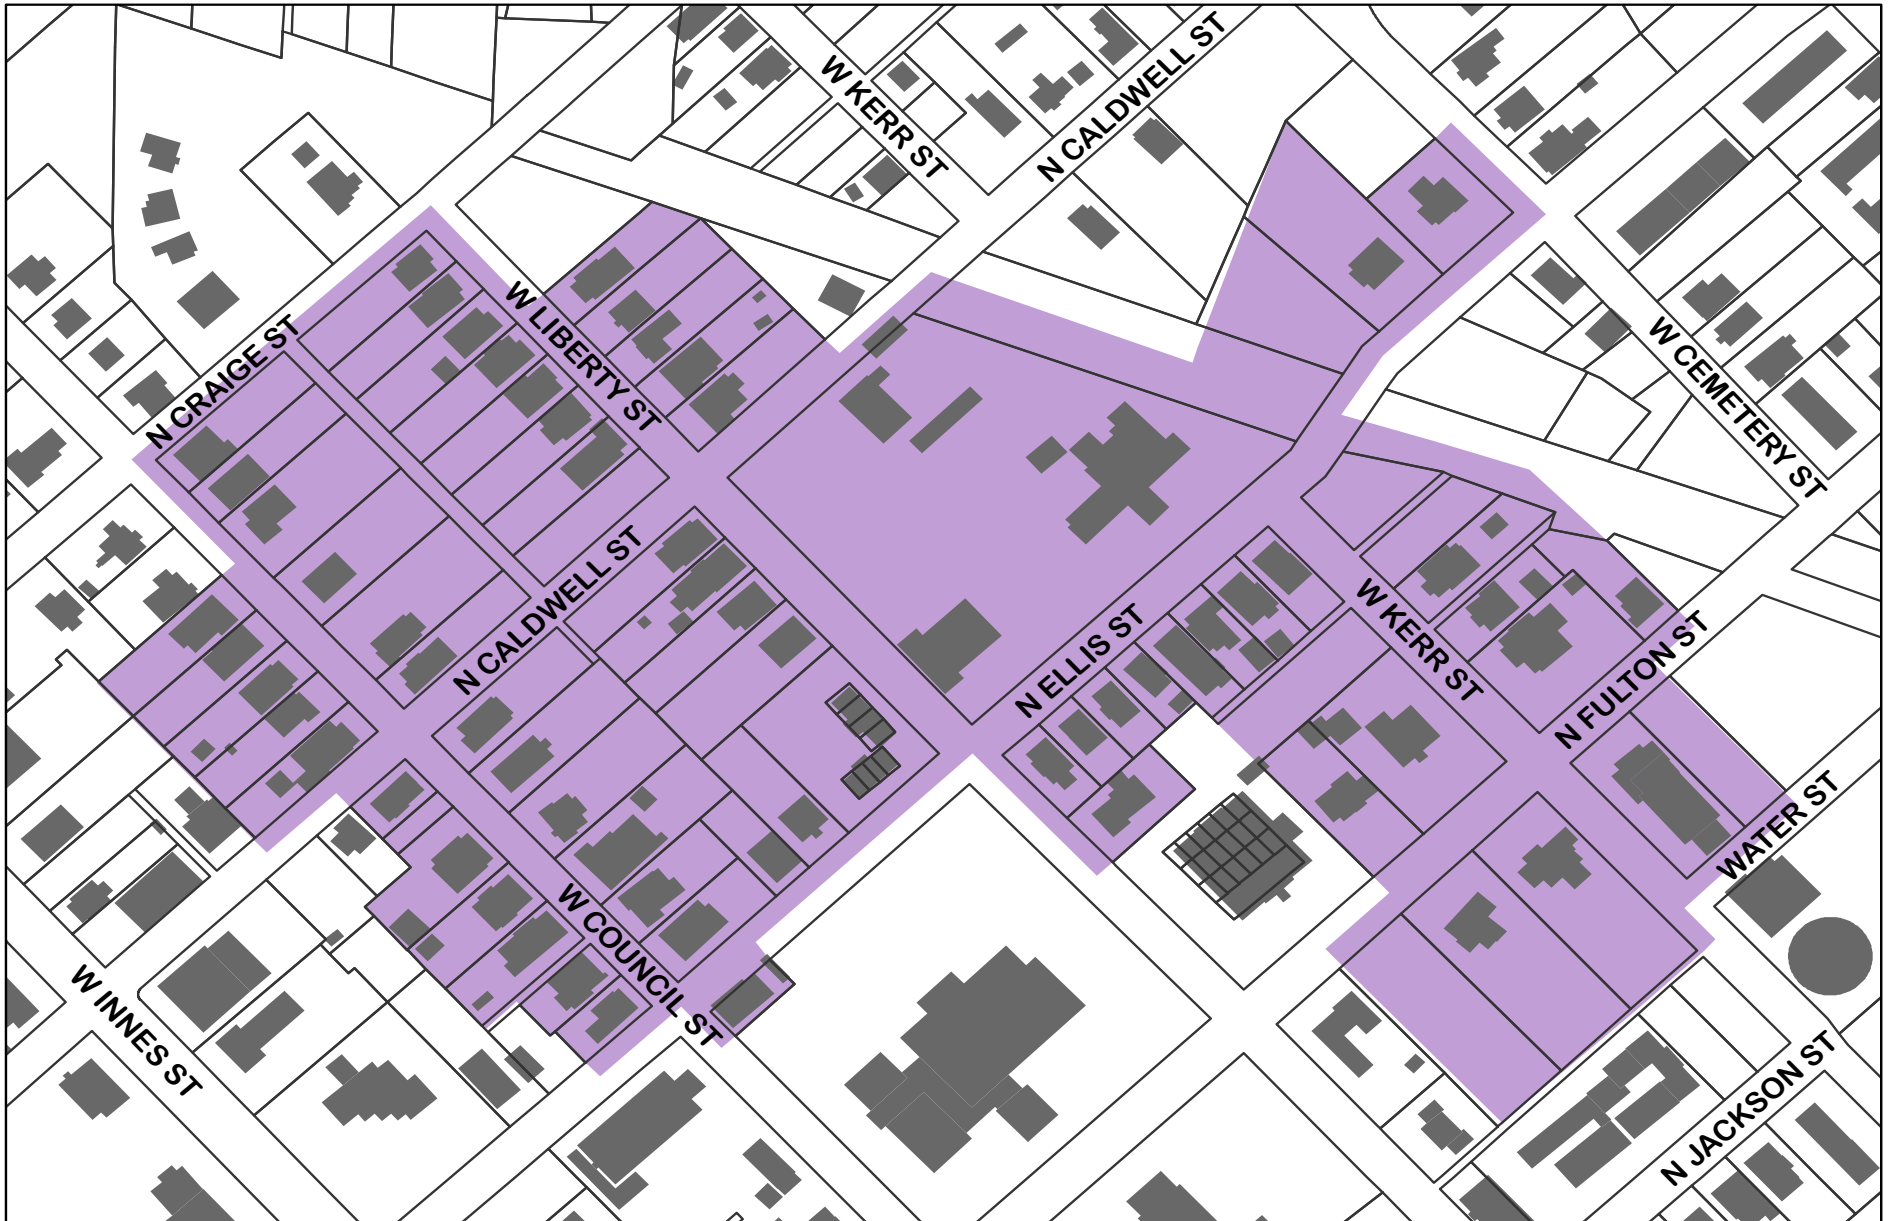 W KERR ST
N CALDWELL ST
N CRAIGE ST
W LIBERTY ST
W CEMETERY ST
N CALDWELL ST
N ELLIS ST
W KERR ST
N FULTON ST
WATER ST
W COUNCIL ST
W INNES ST
N JACKSON ST